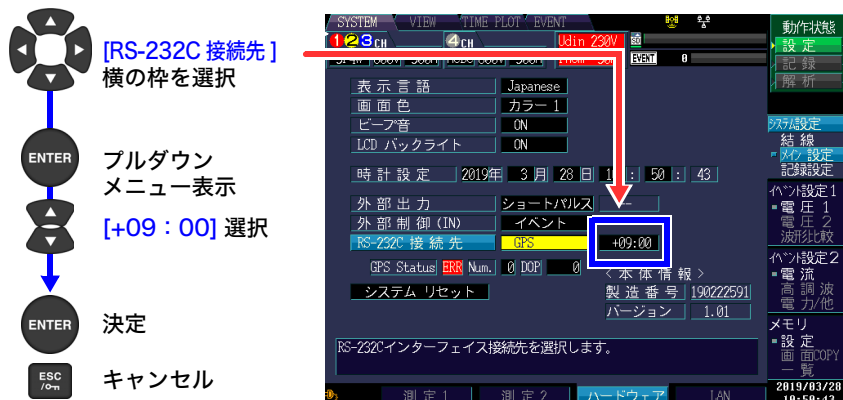 [RS-232C 接続先 ]
横の枠を選択
ENTER
プルダウン
メニュー表示
[+09：00] 選択
ENTER
決定
ESC
キャンセル
SYSTEM VIEW TIME PLOT EVENT
1 2 3 CH 4 CH Udin 230V
EVENT 0
表示言語 Japanese
画面色 カラー 1
ビープ音 ON
LCD バックライト ON
時計設定 2019年 3 月 28 日 : 50 : 43
外部出力 ショートパルス
外部制御 (IN) イベント
RS-232C 接続先 GPS +09:00
GPS Status ERR Num. 0 DOP 0
＜本体情報＞
システム リセット 製造番号 190222591
バージョン 1.01
RS-232Cインターフェイス接続先を選択します。
測定1 測定2 ハードウェア LAN
動作状態
設定
記録
解析
システム設定
結線
メイン設定
記録設定
イベント設定1
電圧1
電圧2
波形比較
イベント設定2
電流
高調波
電力/他
メモリ
設定
画面COPY
一覧
2019/03/28
10:50:43